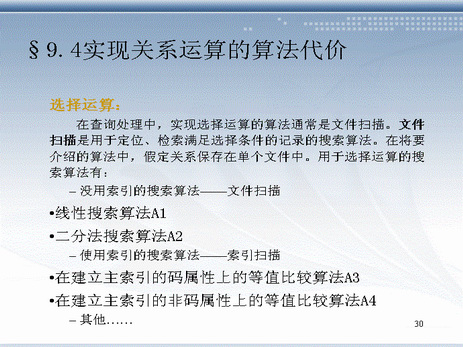 §9.4实现关系运算的算法代价
选择运算：
在查询处理中，实现选择运算的算法通常是文件扫描。文件
扫描是用于定位、检索满足选择条件的记录的搜索算法。在将要
介绍的算法中，假定关系保存在单个文件中。用于选择运算的搜
索算法有：
–没用索引的搜索算法——文件扫描
•线性搜索算法A1
•二分法搜索算法A2
–使用索引的搜索算法——索引扫描
•在建立主索引的码属性上的等值比较算法A3
•在建立主索引的非码属性上的等值比较算法A4
–其他……
30